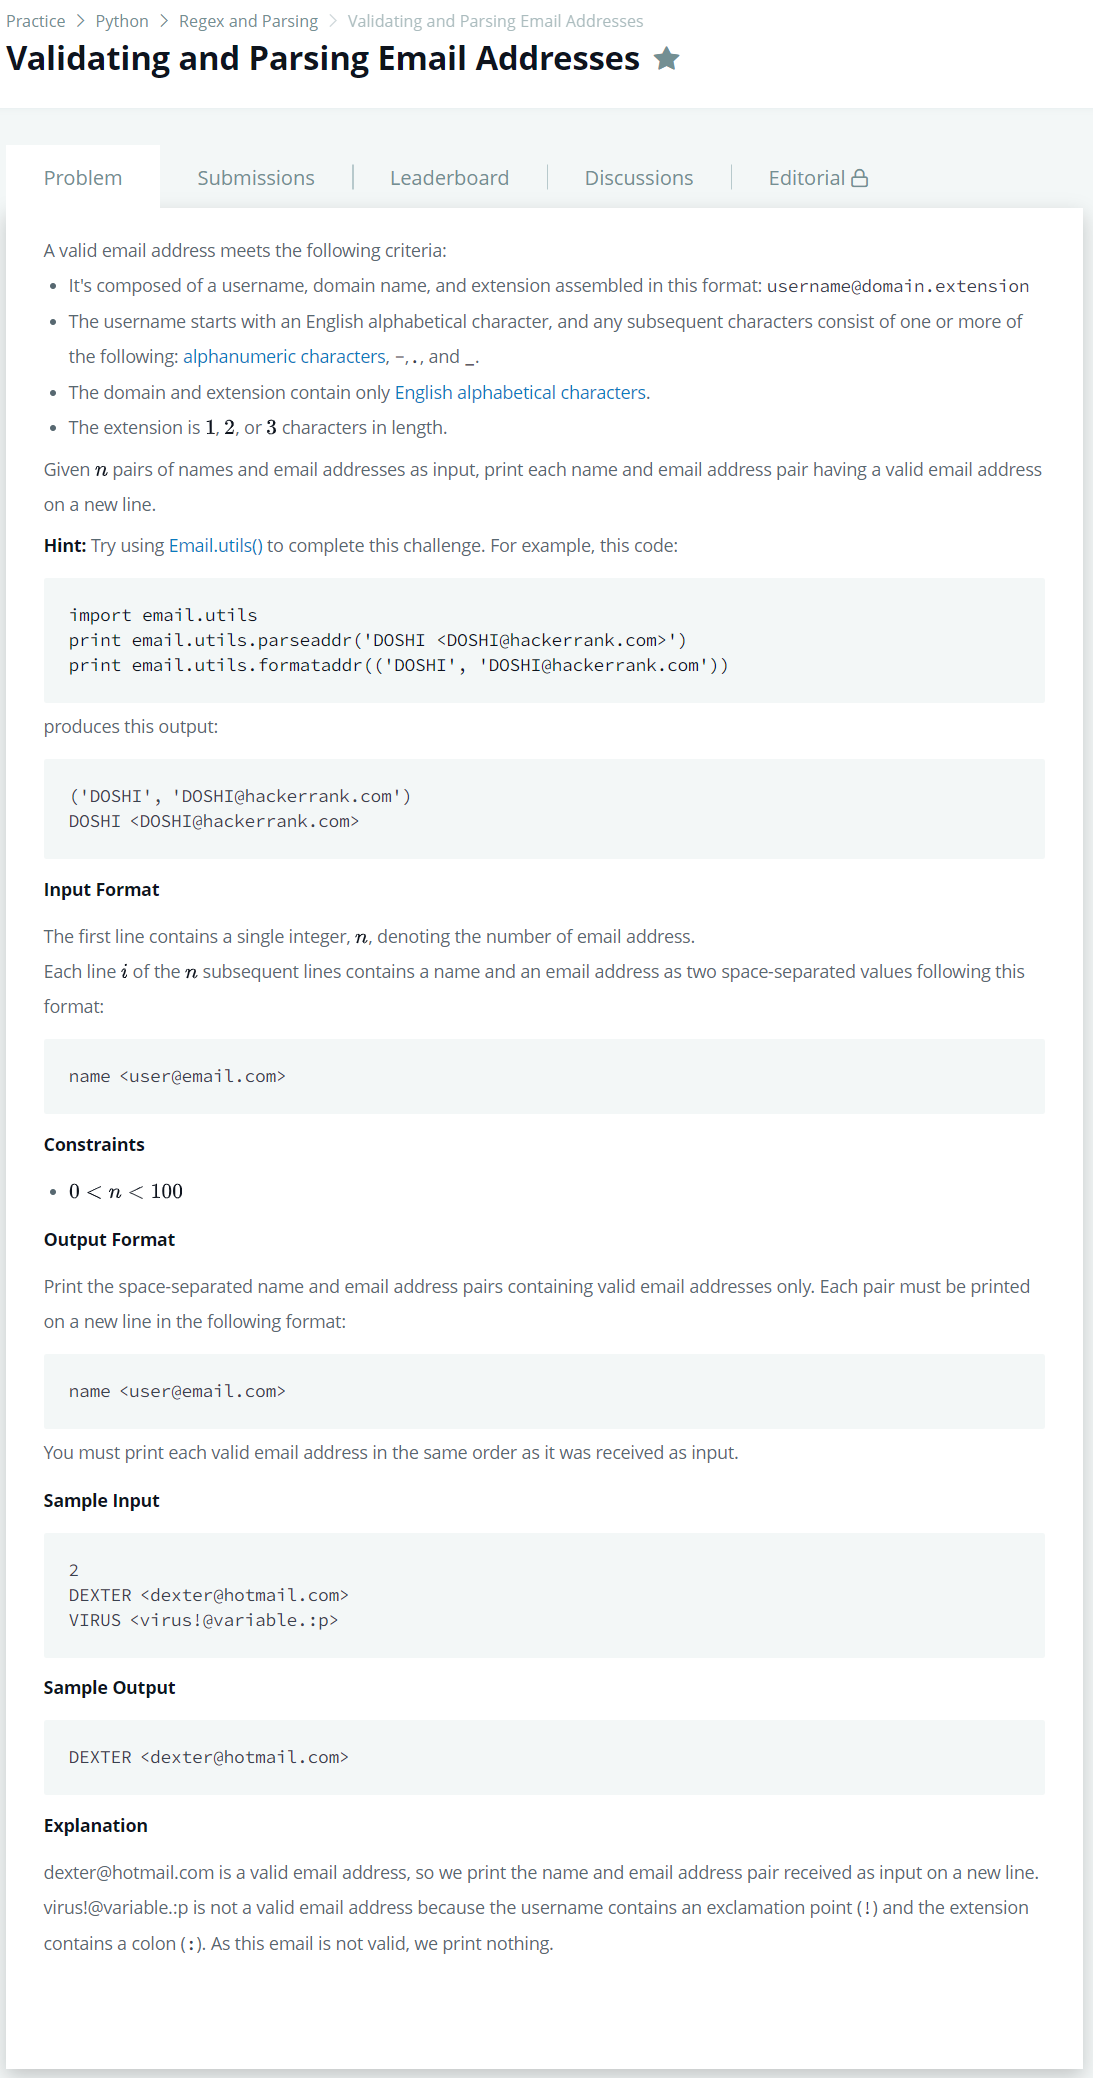 Practice > Python > Regex and Parsing > Validating and Parsing Email Addresses
Validating and Parsing Email Addresses ★
Problem
Submissions
Leaderboard
Discussions
Editorial
A valid email address meets the following criteria:
• It's composed of a username, domain name, and extension assembled in this format: username@domain.extension
• The username starts with an English alphabetical character, and any subsequent characters consist of one or more of
the following: alphanumeric characters, -,., and _.
• The domain and extension contain only English alphabetical characters.
• The extension is 1, 2, or 3 characters in length.
Given n pairs of names and email addresses as input, print each name and email address pair having a valid email address
on a new line.
Hint: Try using Email.utils() to complete this challenge. For example, this code:
import email.utils
print email.utils.parseaddr('DOSHI <DOSHI@hackerrank.com>')
print email.utils.formataddr(('DOSHI', 'DOSHI@hackerrank.com'))
produces this output:
('DOSHI', 'DOSHI@hackerrank.com')
DOSHI <DOSHI@hackerrank.com>
Input Format
The first line contains a single integer, n, denoting the number of email address.
Each line i of the n subsequent lines contains a name and an email address as two space-separated values following this
format:
name <user@email.com>
Constraints
• 0 < n < 100
Output Format
Print the space-separated name and email address pairs containing valid email addresses only. Each pair must be printed
on a new line in the following format:
name <user@email.com>
You must print each valid email address in the same order as it was received as input.
Sample Input
2
DEXTER <dexter@hotmail.com>
VIRUS <virus!@variable.:p>
Sample Output
DEXTER <dexter@hotmail.com>
Explanation
dexter@hotmail.com is a valid email address, so we print the name and email address pair received as input on a new line.
virus!@variable.:p is not a valid email address because the username contains an exclamation point (!) and the extension
contains a colon (:). As this email is not valid, we print nothing.